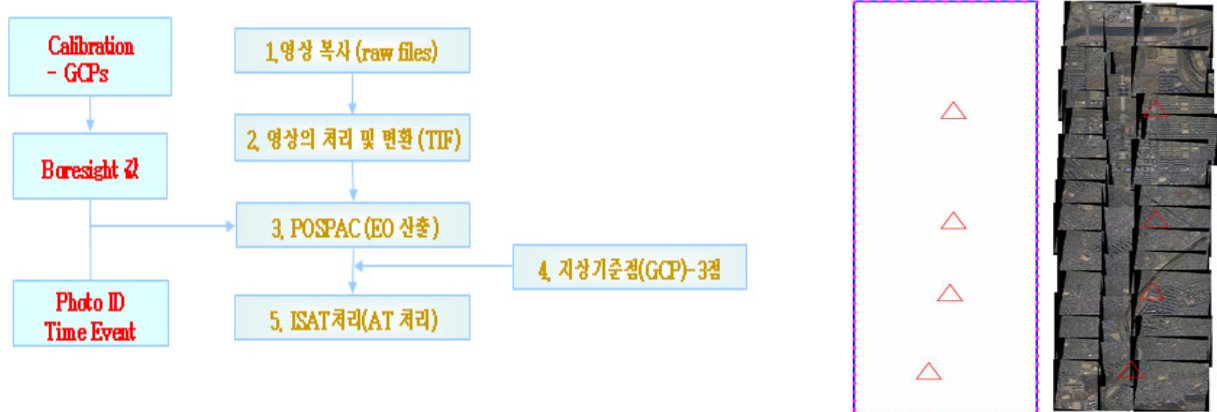 Calibration
- GCPs
Boresight 값
Photo ID
Time Event
1.영상 복사 (raw files)
2. 영상의 처리 및 변환 (TIF)
3. POSPAC (EO 산출)
4. 지상기준점(GCP)-3점
5. ISAT처리(AT 처리)